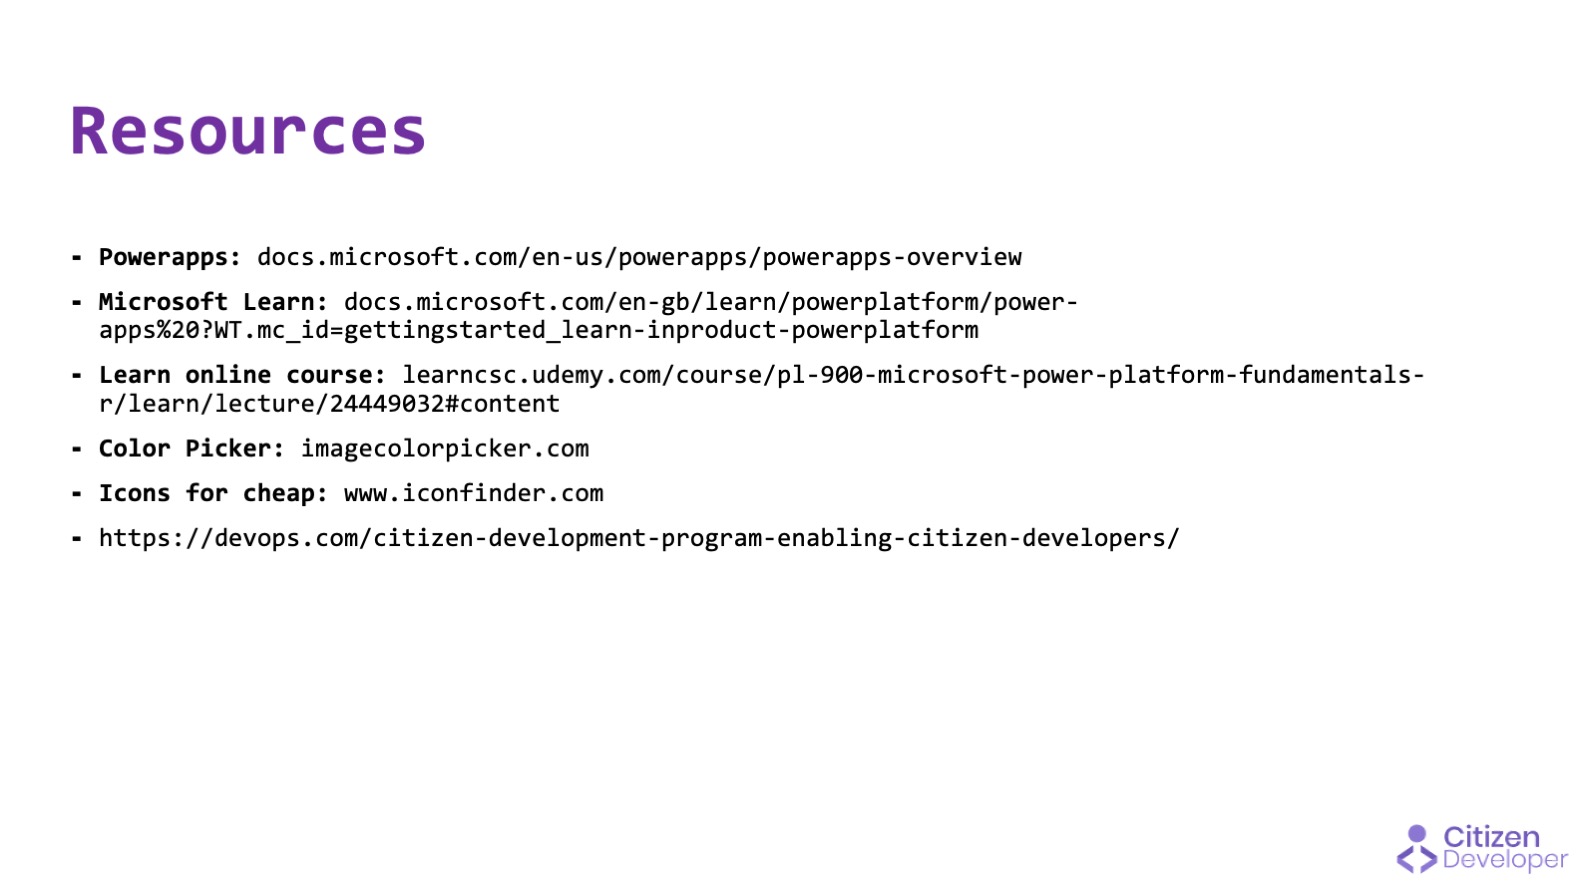 Resources
- Powerapps: docs.microsoft.com/en-us/powerapps/powerapps-overview
- Microsoft Learn: docs.microsoft.com/en-gb/learn/powerplatform/power-
apps%20?WT.mc_id=gettingstarted_learn-inproduct-powerplatform
- Learn online course: learncsc.udemy.com/course/pl-900-microsoft-power-platform-fundamentals-
r/learn/lecture/24449032#content
- Color Picker: imagecolorpicker.com
- Icons for cheap: www.iconfinder.com
- https://devops.com/citizen-development-program-enabling-citizen-developers/
Citizen
Developer